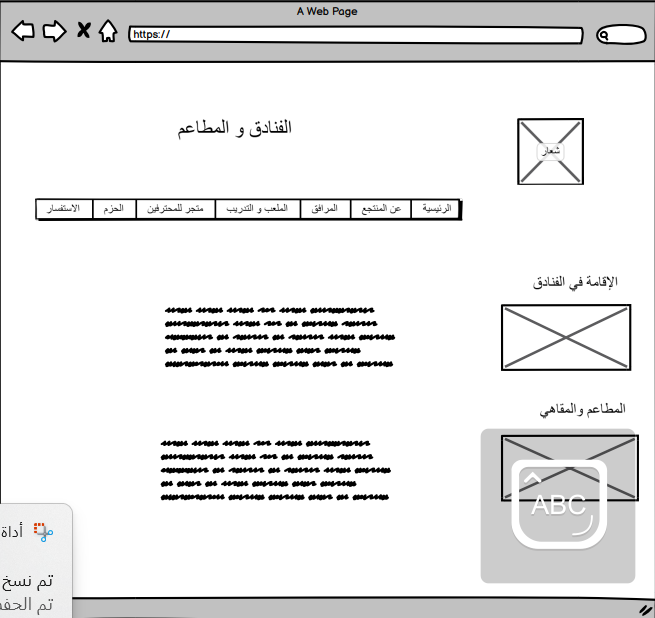 A Web Page
https://
الفنادق و المطاعم
شعار
الرئيسية عن المنتجع المرافق الملعب و التدريب متجر للمحترفين الحزم الاستفسار
الإقامة في الفنادق
المطاعم والمقاهي
ABC
أداة
تم نسخ
تم